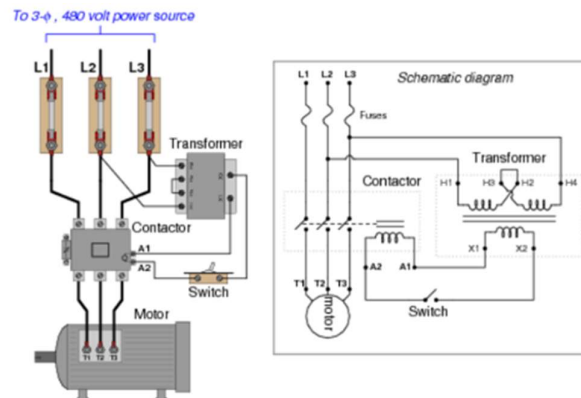 To 3-ϕ , 480 volt power source
L1 L2 L3
Transformer
Contactor
A1
A2
Switch
Motor
T1 T2 T3
Schematic diagram
L1 L2 L3
Fuses
Transformer
Contactor
H1 H3 H2 H4
X1 X2
A2 A1
T1 T2 T3
motor
Switch